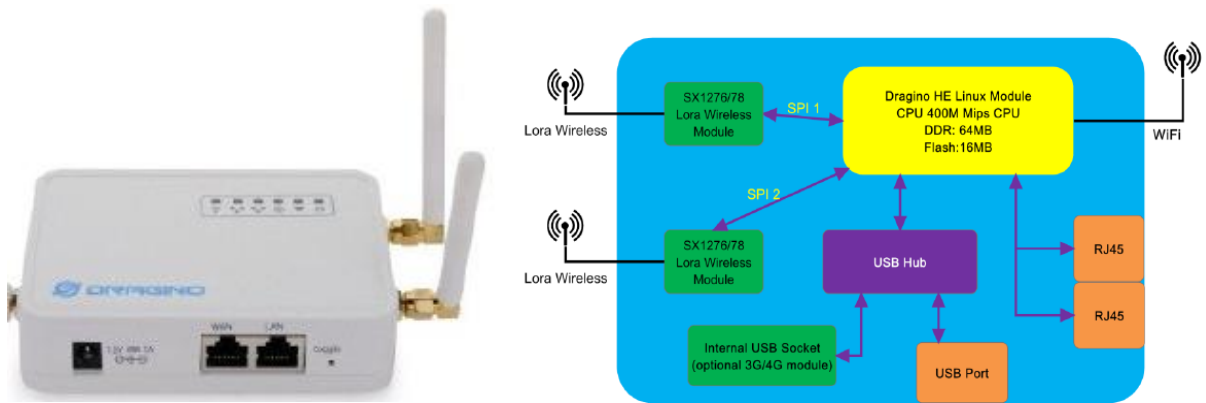 DRAGINO
WAN
LAN
toggle
Lora Wireless
SX1276/78
Lora Wireless
Module
SPI 1
Dragino HE Linux Module
CPU 400M Mips CPU
DDR: 64MB
Flash:16MB
WiFi
SPI 2
Lora Wireless
SX1276/78
Lora Wireless
Module
USB Hub
RJ45
RJ45
Internal USB Socket
(optional 3G/4G module)
USB Port